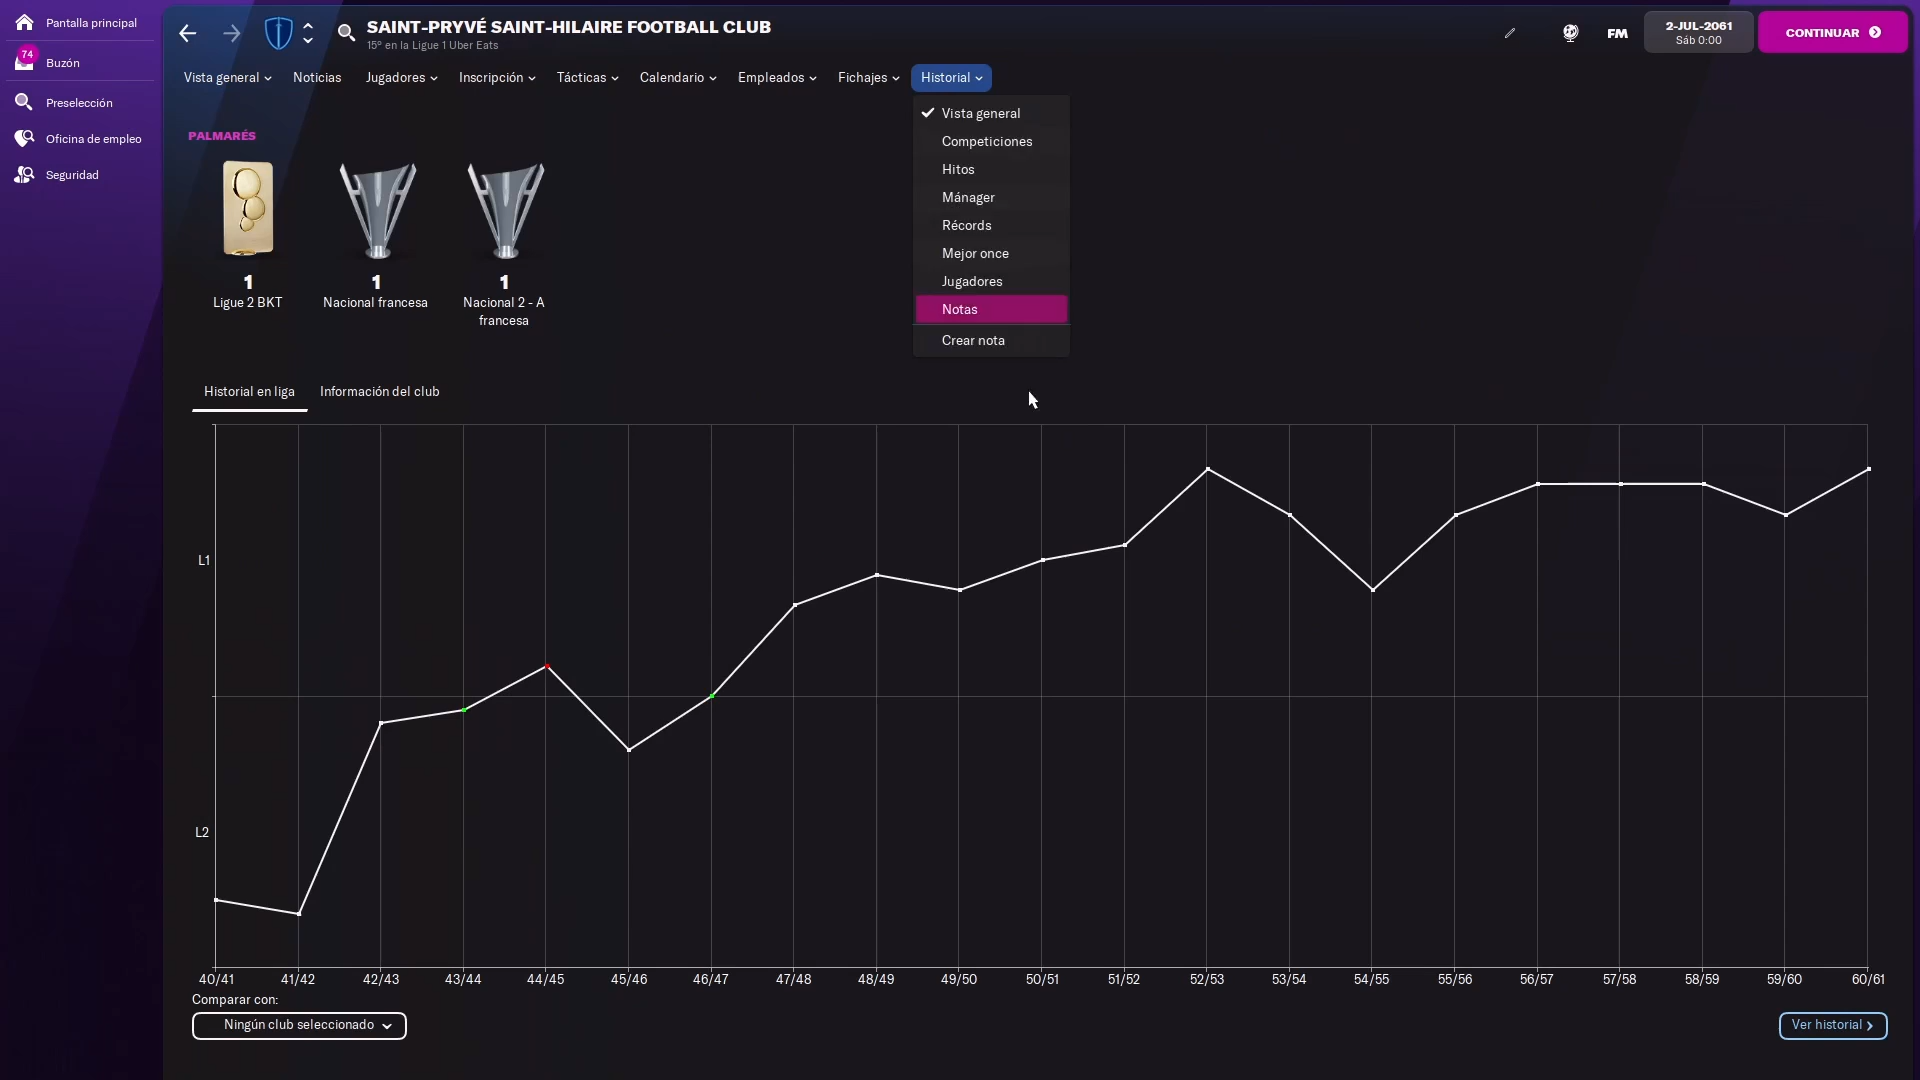 Pantalla principal
74
Buzón
Preselección
Oficina de empleo
Seguridad
SAINT-PRYVÉ SAINT-HILAIRE FOOTBALL CLUB
15º en la Ligue 1 Uber Eats
FM
2-JUL-2061
Sáb 0:00
CONTINUAR
Vista general
Noticias
Jugadores
Inscripción
Tácticas
Calendario
Empleados
Fichajes
Historial
Vista general
Competiciones
Hitos
Mánager
Récords
Mejor once
Jugadores
Notas
Crear nota
PALMARÉS
1
Ligue 2 BKT
1
Nacional francesa
1
Nacional 2 - A
francesa
Historial en liga
Información del club
L1
L2
40/41 41/42 42/43 43/44 44/45 45/46 46/47 47/48 48/49 49/50 50/51 51/52 52/53 53/54 54/55 55/56 56/57 57/58 58/59 59/60 60/61
Comparar con:
Ningún club seleccionado
Ver historial